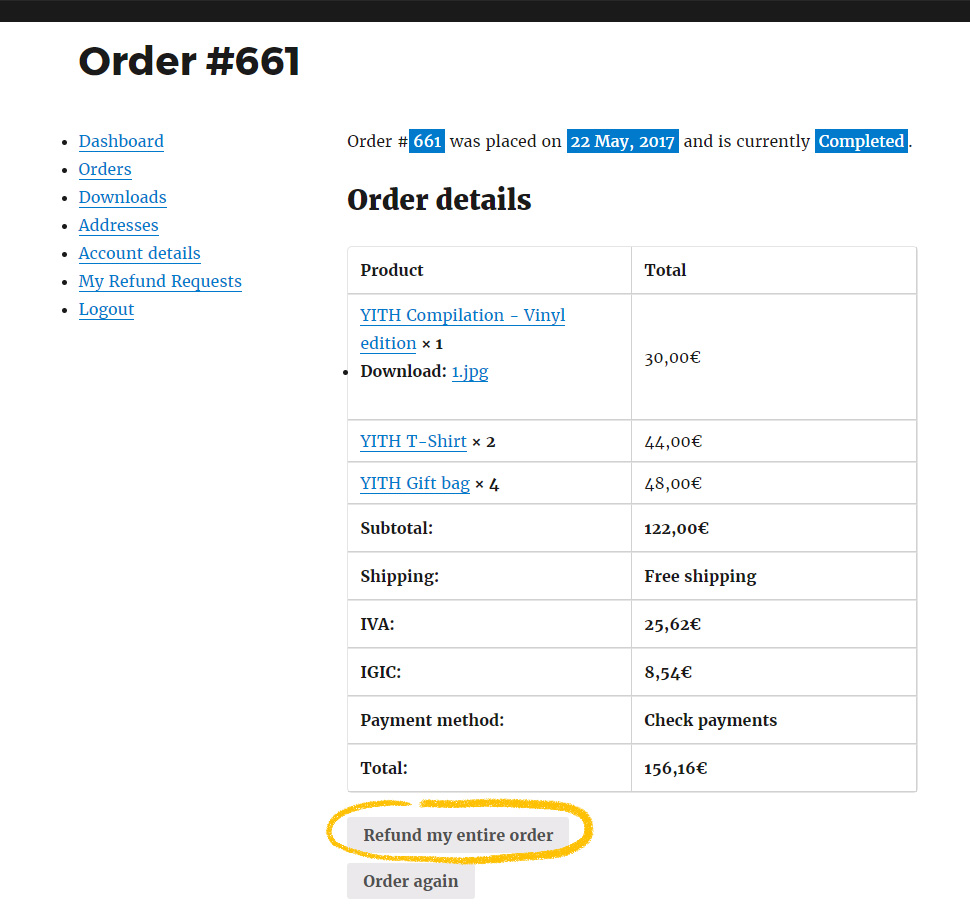 Order #661
Dashboard
Orders
Downloads
Addresses
Account details
My Refund Requests
Logout
Order #661 was placed on 22 May, 2017 and is currently Completed.
Order details
Product Total
YITH Compilation - Vinyl
edition × 1
30,00€
Download: 1.jpg
YITH T-Shirt × 2 44,00€
YITH Gift bag × 4 48,00€
Subtotal: 122,00€
Shipping: Free shipping
IVA: 25,62€
IGIC: 8,54€
Payment method: Check payments
Total: 156,16€
Refund my entire order
Order again